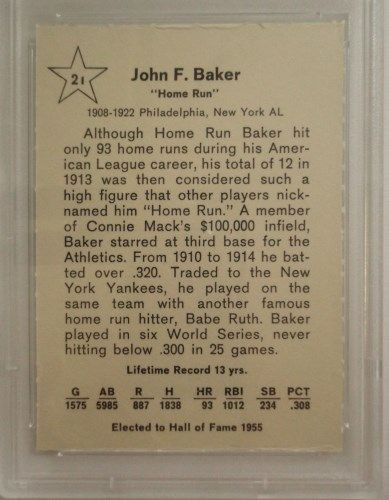 21
John F. Baker
"Home Run"
1908-1922 Philadelphia, New York AL
Although Home Run Baker hit
only 93 home runs during his Amer-
ican League career, his total of 12 in
1913 was then considered such a
high figure that other players nick-
named him "Home Run." A member
of Connie Mack's $100,000 infield,
Baker starred at third base for the
Athletics. From 1910 to 1914 he bat-
ted over .320. Traded to the New
York Yankees, he played on the
same team with another famous
home run hitter, Babe Ruth. Baker
played in six World Series, never
hitting below .300 in 25 games.
Lifetime Record 13 yrs.
G AB R H HR RBI SB PCT
1575 5985 887 1838 93 1012 234 .308
Elected to Hall of Fame 1955